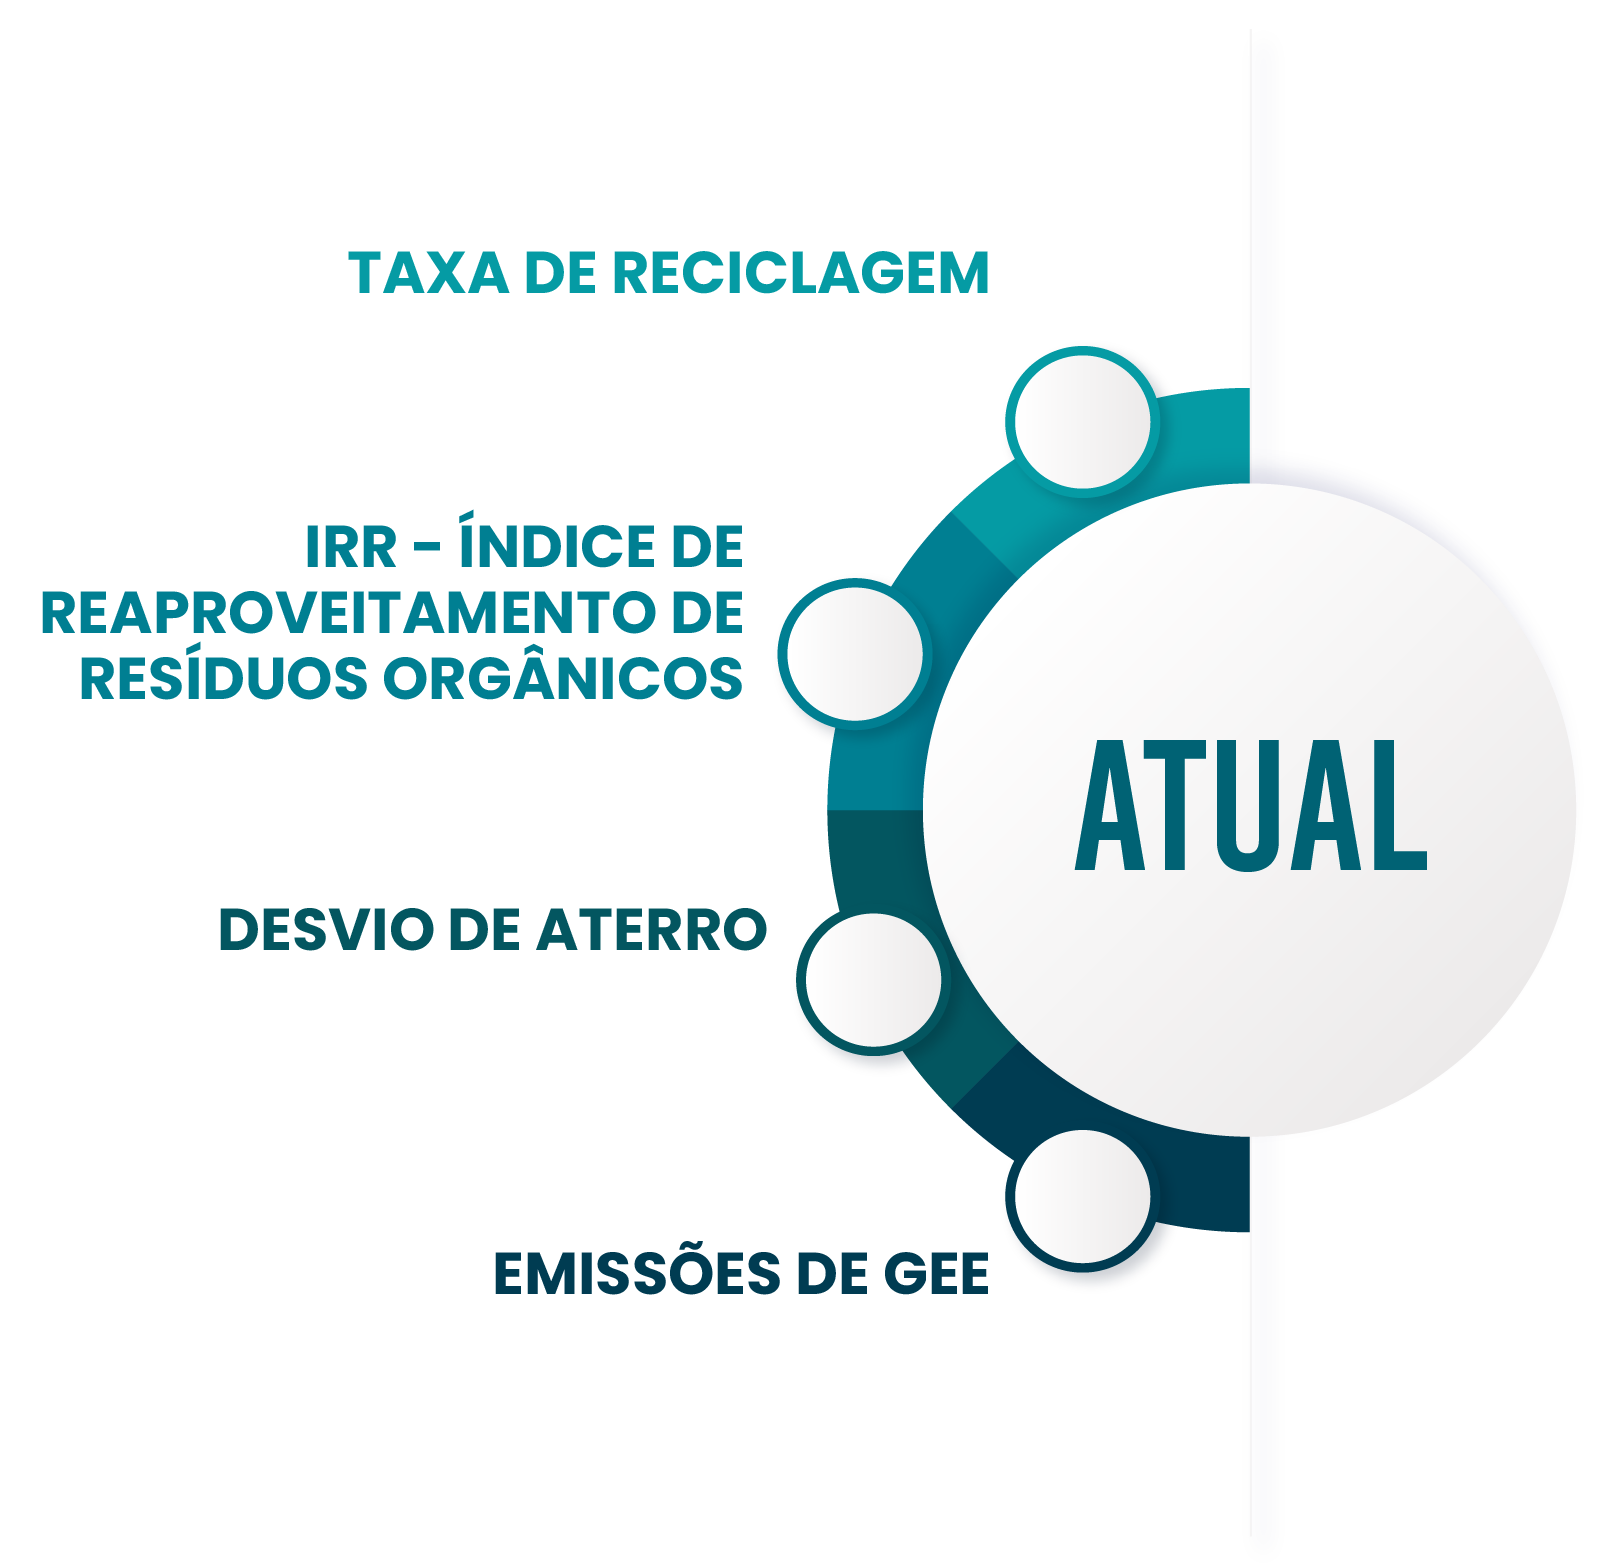 TAXA DE RECICLAGEM
IRR - ÍNDICE DE
REAPROVEITAMENTO DE
RESÍDUOS ORGÂNICOS
ATUAL
DESVIO DE ATERRO
EMISSÕES DE GEE